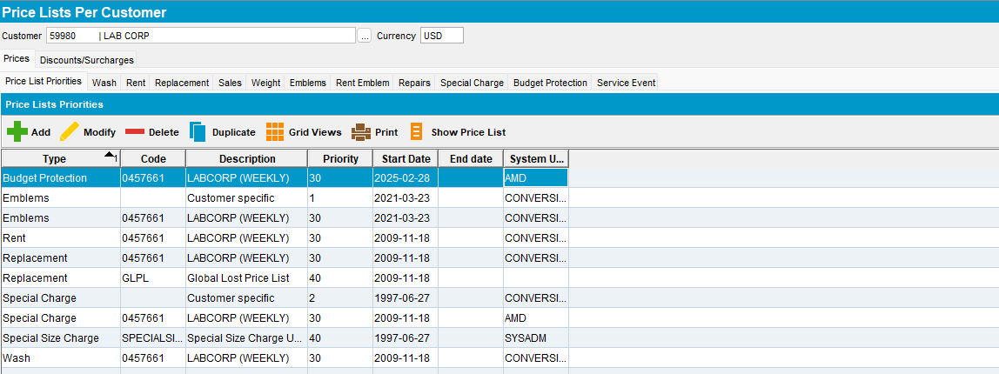 Price Lists Per Customer
Customer 59980 | LAB CORP ... Currency USD
Prices Discounts/Surcharges
Price List Priorities Wash Rent Replacement Sales Weight Emblems Rent Emblem Repairs Special Charge Budget Protection Service Event
Price Lists Priorities
Add Modify Delete Duplicate Grid Views Print Show Price List
Type 1 Code Description Priority Start Date End date System U...
Budget Protection 0457661 LABCORP (WEEKLY) 30 2025-02-28 AMD
Emblems Customer specific 1 2021-03-23 CONVERSI...
Emblems 0457661 LABCORP (WEEKLY) 30 2021-03-23 CONVERSI...
Rent 0457661 LABCORP (WEEKLY) 30 2009-11-18 CONVERSI...
Replacement 0457661 LABCORP (WEEKLY) 30 2009-11-18 CONVERSI...
Replacement GLPL Global Lost Price List 40 2009-11-18
Special Charge Customer specific 2 1997-06-27 CONVERSI...
Special Charge 0457661 LABCORP (WEEKLY) 30 2009-11-18 AMD
Special Size Charge SPECIALSI... Special Size Charge U... 40 1997-06-27 SYSADM
Wash 0457661 LABCORP (WEEKLY) 30 2009-11-18 CONVERSI...